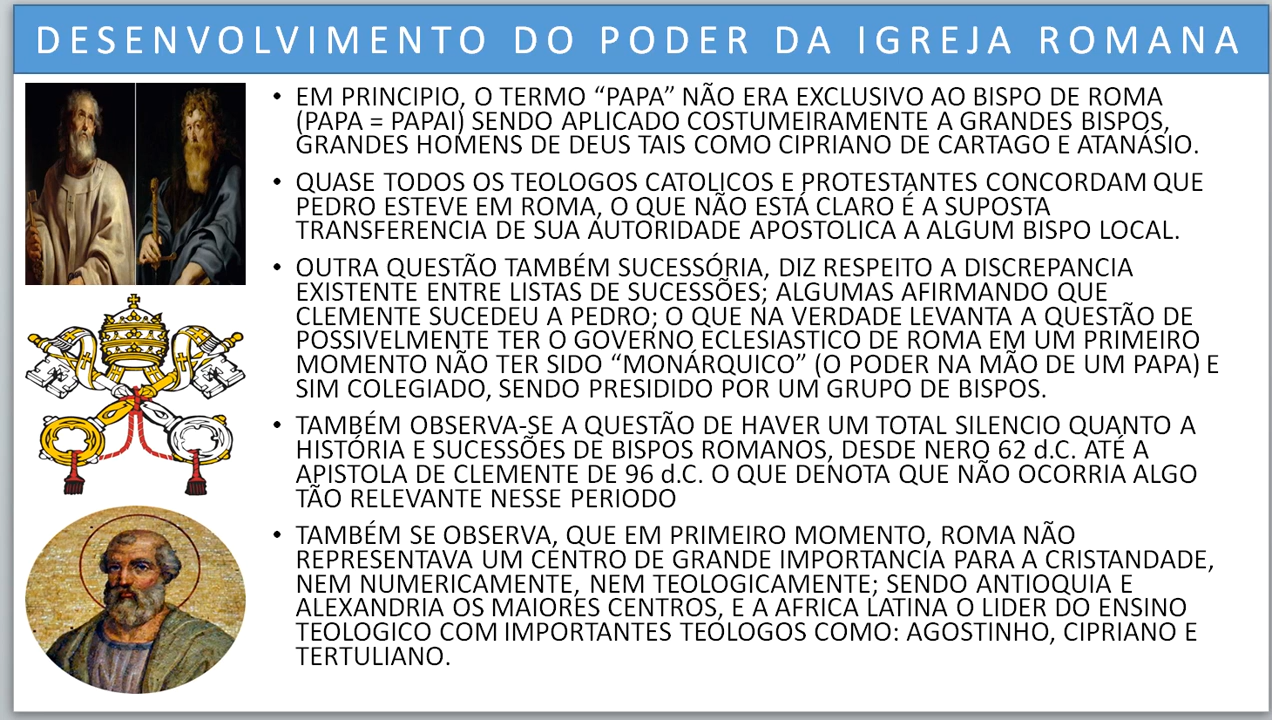 DESENVOLVIMENTO DO PODER DA IGREJA ROMANA
• EM PRINCIPIO, O TERMO “PAPA” NÃO ERA EXCLUSIVO AO BISPO DE ROMA
(PAPA = PAPAI) SENDO APLICADO COSTUMEIRAMENTE A GRANDES BISPOS,
GRANDES HOMENS DE DEUS TAIS COMO CIPRIANO DE CARTAGO E ATANÁSIO.
• QUASE TODOS OS TEOLOGOS CATOLICOS E PROTESTANTES CONCORDAM QUE
PEDRO ESTEVE EM ROMA, O QUE NÃO ESTÁ CLARO É A SUPOSTA
TRANSFERENCIA DE SUA AUTORIDADE APOSTOLICA A ALGUM BISPO LOCAL.
• OUTRA QUESTÃO TAMBÉM SUCESSÓRIA, DIZ RESPEITO A DISCREPANCIA
EXISTENTE ENTRE LISTAS DE SUCESSÕES; ALGUMAS AFIRMANDO QUE
CLEMENTE SUCEDEU A PEDRO; O QUE NA VERDADE LEVANTA A QUESTÃO DE
POSSIVELMENTE TER O GOVERNO ECLESIASTICO DE ROMA EM UM PRIMEIRO
MOMENTO NÃO TER SIDO “MONÁRQUICO” (O PODER NA MÃO DE UM PAPA) E
SIM COLEGIADO, SENDO PRESIDIDO POR UM GRUPO DE BISPOS.
• TAMBÉM OBSERVA-SE A QUESTÃO DE HAVER UM TOTAL SILENCIO QUANTO A
HISTÓRIA E SUCESSÕES DE BISPOS ROMANOS, DESDE NERO 62 d.C. ATÉ A
APISTOLA DE CLEMENTE DE 96 d.C. O QUE DENOTA QUE NÃO OCORRIA ALGO
TÃO RELEVANTE NESSE PERIODO
• TAMBÉM SE OBSERVA, QUE EM PRIMEIRO MOMENTO, ROMA NÃO
REPRESENTAVA UM CENTRO DE GRANDE IMPORTANCIA PARA A CRISTANDADE,
NEM NUMERICAMENTE, NEM TEOLOGICAMENTE; SENDO ANTIOQUIA E
ALEXANDRIA OS MAIORES CENTROS, E A AFRICA LATINA O LIDER DO ENSINO
TEOLOGICO COM IMPORTANTES TEOLOGOS COMO: AGOSTINHO, CIPRIANO E
TERTULIANO.